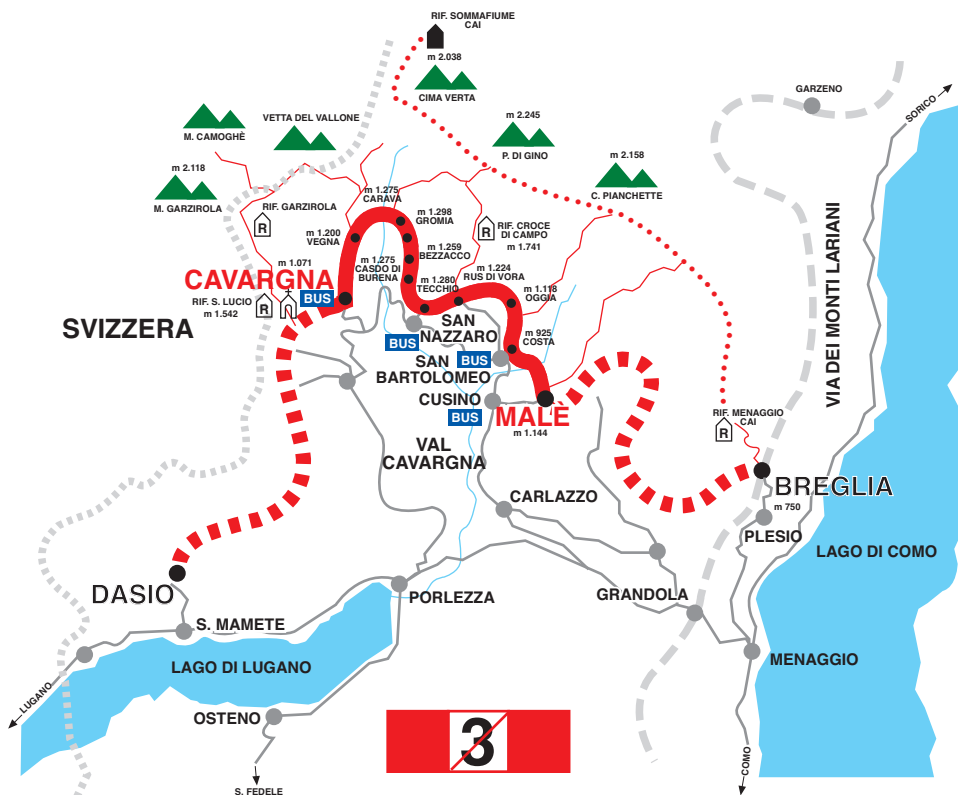 RIF. SOMMAFIUME
CAI
m 2.038
CIMA VERTA
GARZENO
SORICO
M. CAMOGHÈ
VETTA DEL VALLONE
m 2.245
P. DI GINO
m 2.158
C. PIANCHETTE
m 2.118
M. GARZIROLA
RIF. GARZIROLA
R
m 1.275
CARAVA
m 1.298
GROMIA
m 1.200
VEGNA
m 1.259
BEZZACCO
R
RIF. CROCE
DI CAMPO
m 1.741
m 1.275
CASDO DI
BURENA
m 1.280
TECCHIO
m 1.224
RUS DI VORA
m 1.118
OGGIA
m 1.071
CAVARGNA
BUS
RIF. S. LUCIO
m 1.542
R
SVIZZERA
SAN
NAZZARO
BUS
m 925
COSTA
SAN
BARTOLOMEO
BUS
CUSINO
BUS
MALÈ
m 1.144
VIA DEI MONTI LARIANI
RIF. MENAGGIO
CAI
R
VAL
CAVARGNA
CARLAZZO
BREGLIA
m 750
PLESIO
LAGO DI COMO
DASIO
PORLEZZA
GRANDOLA
S. MAMETE
LAGO DI LUGANO
MENAGGIO
LUGANO
OSTENO
3
COMO
S. FEDELE